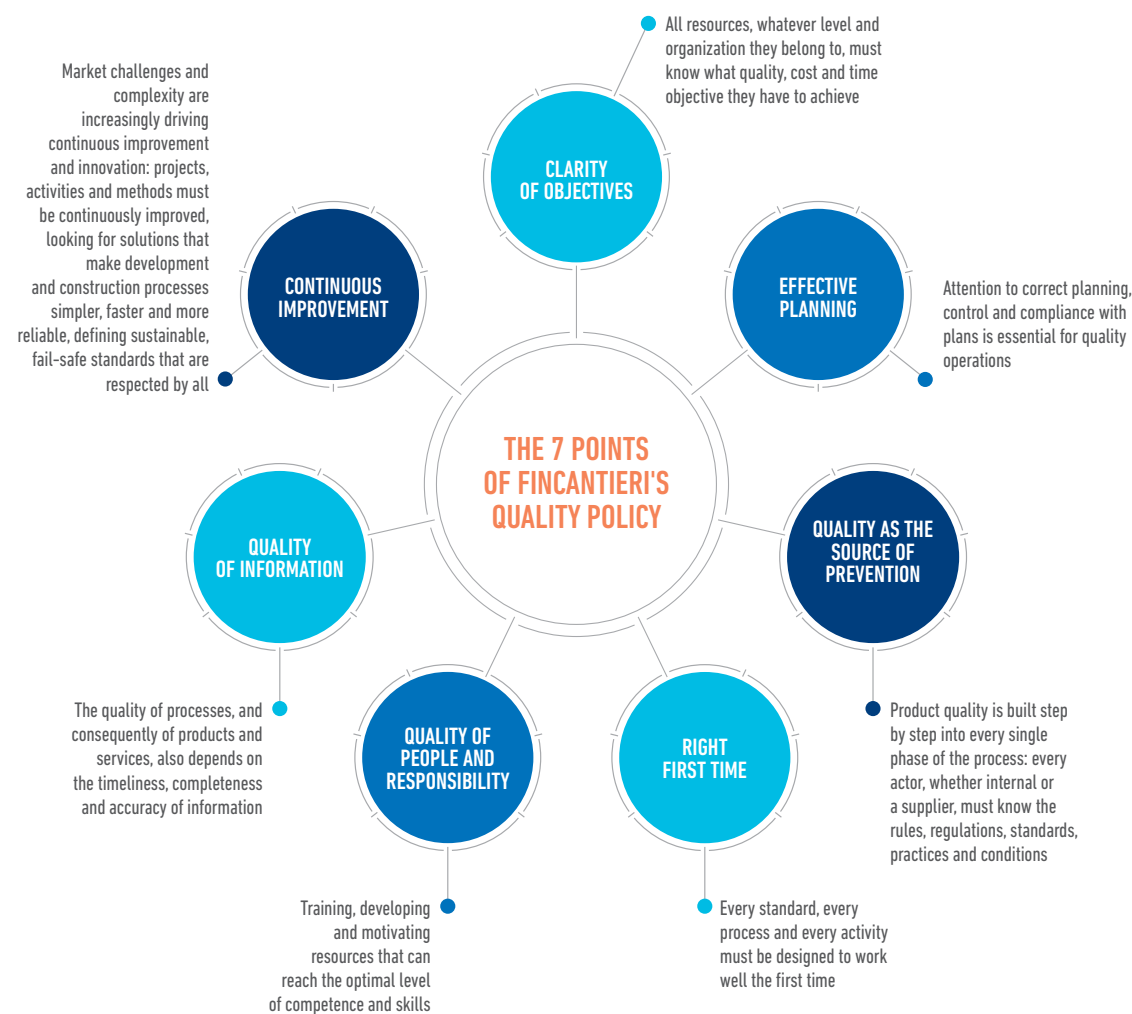 THE 7 POINTS
OF FINCANTIERI'S
QUALITY POLICY
CLARITY
OF OBJECTIVES
All resources, whatever level and
organization they belong to, must
know what quality, cost and time
objective they have to achieve
EFFECTIVE
PLANNING
Attention to correct planning,
control and compliance with
plans is essential for quality
operations
QUALITY AS THE
SOURCE OF
PREVENTION
Product quality is built step
by step into every single
phase of the process: every
actor, whether internal or
a supplier, must know the
rules, regulations, standards,
practices and conditions
RIGHT
FIRST TIME
Every standard, every
process and every activity
must be designed to work
well the first time
QUALITY OF
PEOPLE AND
RESPONSIBILITY
Training, developing
and motivating
resources that can
reach the optimal level
of competence and skills
QUALITY
OF INFORMATION
The quality of processes, and
consequently of products and
services, also depends on
the timeliness, completeness
and accuracy of information
CONTINUOUS
IMPROVEMENT
Market challenges and
complexity are
increasingly driving
continuous improvement
and innovation: projects,
activities and methods must
be continuously improved,
looking for solutions that
make development
and construction processes
simpler, faster and more
reliable, defining sustainable,
fail-safe standards that are
respected by all